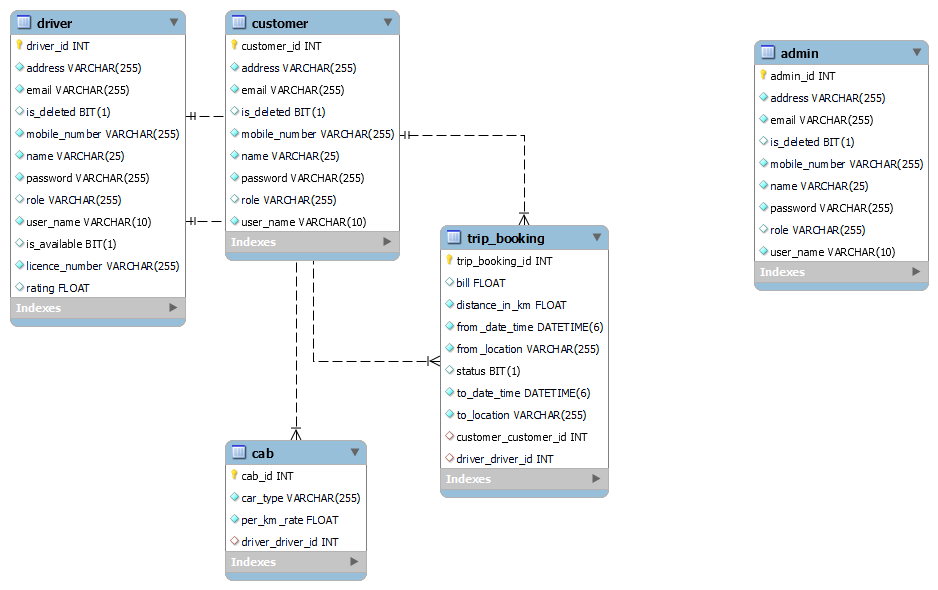 driver
driver_id INT
address VARCHAR(255)
email VARCHAR(255)
is_deleted BIT(1)
mobile_number VARCHAR(255)
name VARCHAR(25)
password VARCHAR(255)
role VARCHAR(255)
user_name VARCHAR(10)
is_available BIT(1)
licence_number VARCHAR(255)
rating FLOAT
Indexes
customer
customer_id INT
address VARCHAR(255)
email VARCHAR(255)
is_deleted BIT(1)
mobile_number VARCHAR(255)
name VARCHAR(25)
password VARCHAR(255)
role VARCHAR(255)
user_name VARCHAR(10)
Indexes
trip_booking
trip_booking_id INT
bill FLOAT
distance_in_km FLOAT
from_date_time DATETIME(6)
from_location VARCHAR(255)
status BIT(1)
to_date_time DATETIME(6)
to_location VARCHAR(255)
customer_customer_id INT
driver_driver_id INT
Indexes
cab
cab_id INT
car_type VARCHAR(255)
per_km_rate FLOAT
driver_driver_id INT
Indexes
admin
admin_id INT
address VARCHAR(255)
email VARCHAR(255)
is_deleted BIT(1)
mobile_number VARCHAR(255)
name VARCHAR(25)
password VARCHAR(255)
role VARCHAR(255)
user_name VARCHAR(10)
Indexes